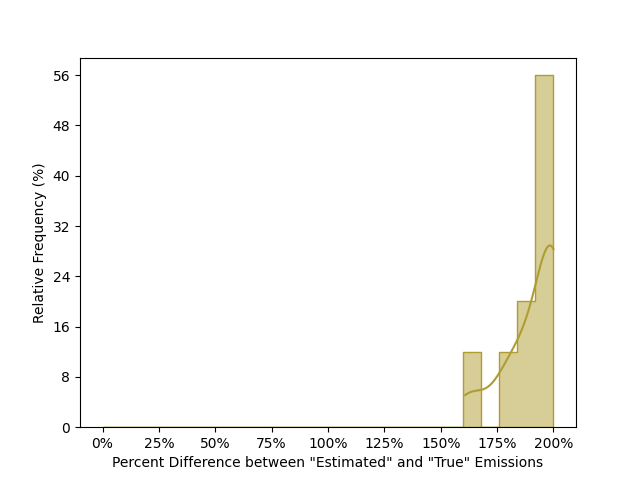 56
48
40
32
24
16
8
0
Relative Frequency (%)
0% 25% 50% 75% 100% 125% 150% 175% 200%
Percent Difference between "Estimated" and "True" Emissions